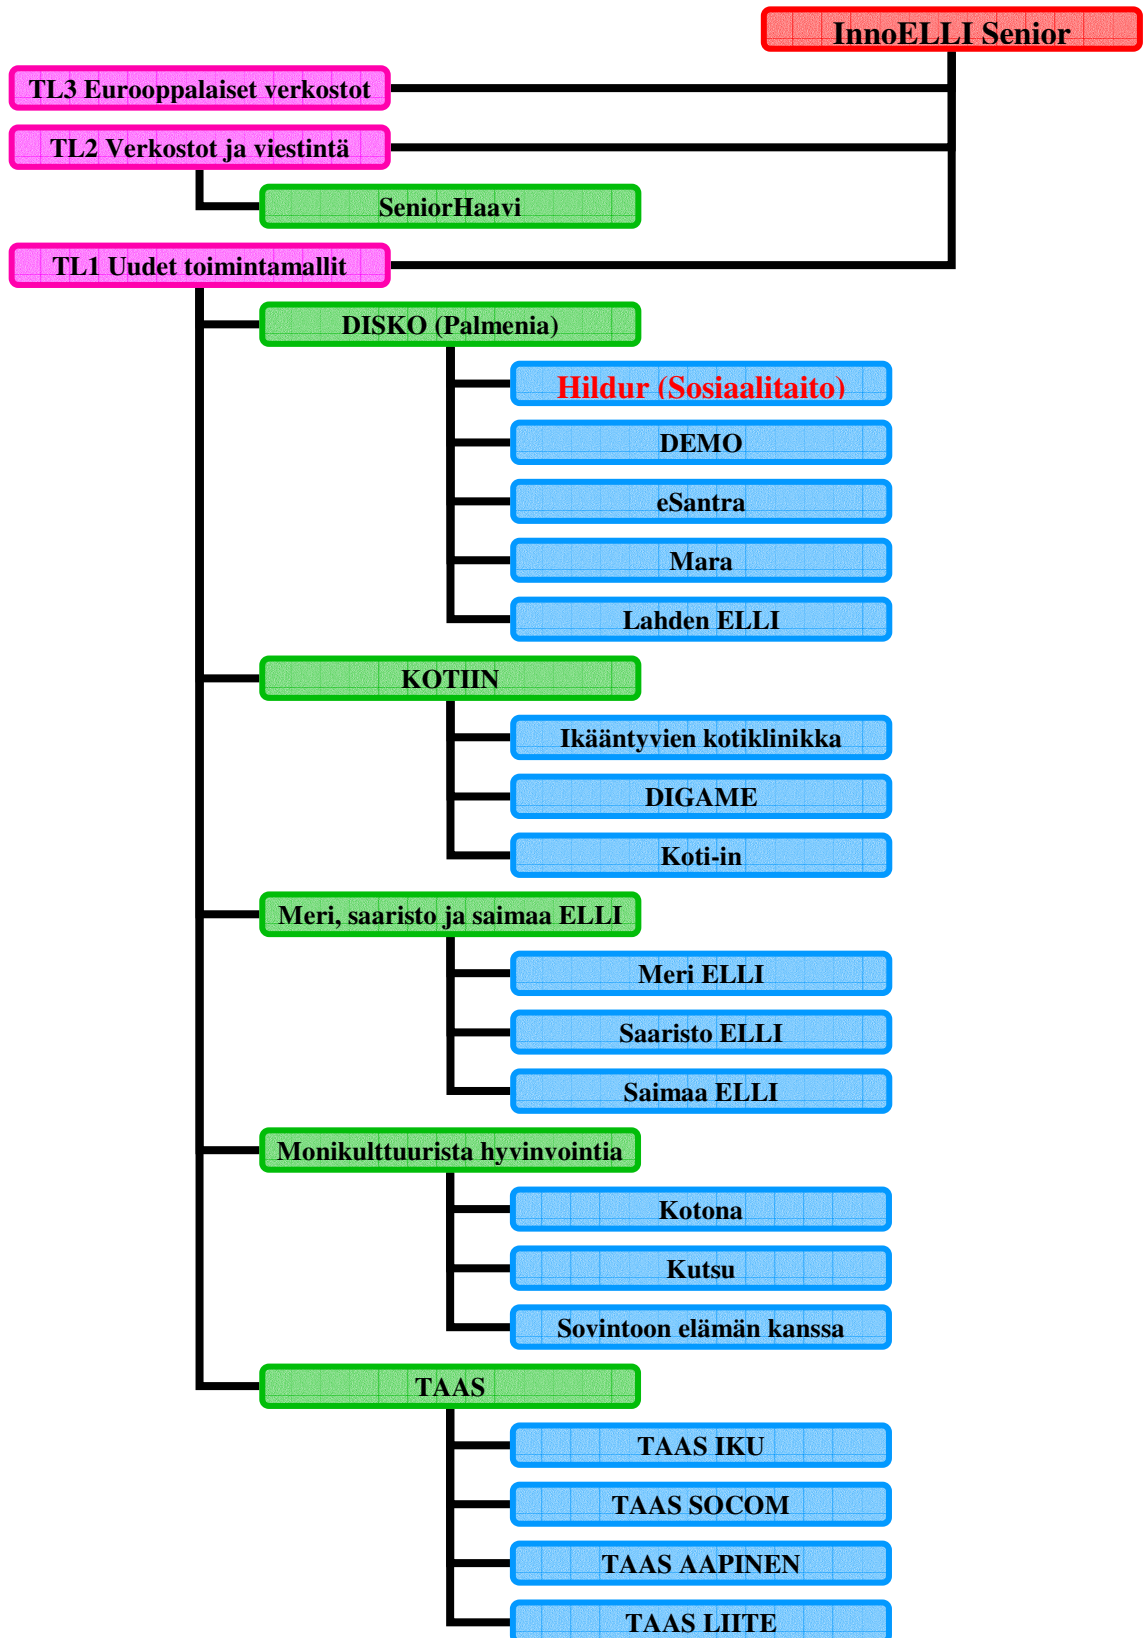 InnoELLI Senior
TL3 Eurooppalaiset verkostot
TL2 Verkostot ja viestintä
SeniorHaavi
TL1 Uudet toimintamallit
DISKO (Palmenia)
Hildur (Sosiaalitaito)
DEMO
eSantra
Mara
Lahden ELLI
KOTIIN
Ikääntyvien kotiklinikka
DIGAME
Koti-in
Meri, saaristo ja saimaa ELLI
Meri ELLI
Saaristo ELLI
Saimaa ELLI
Monikulttuurista hyvinvointia
Kotona
Kutsu
Sovintoon elämän kanssa
TAAS
TAAS IKU
TAAS SOCOM
TAAS AAPINEN
TAAS LIITE